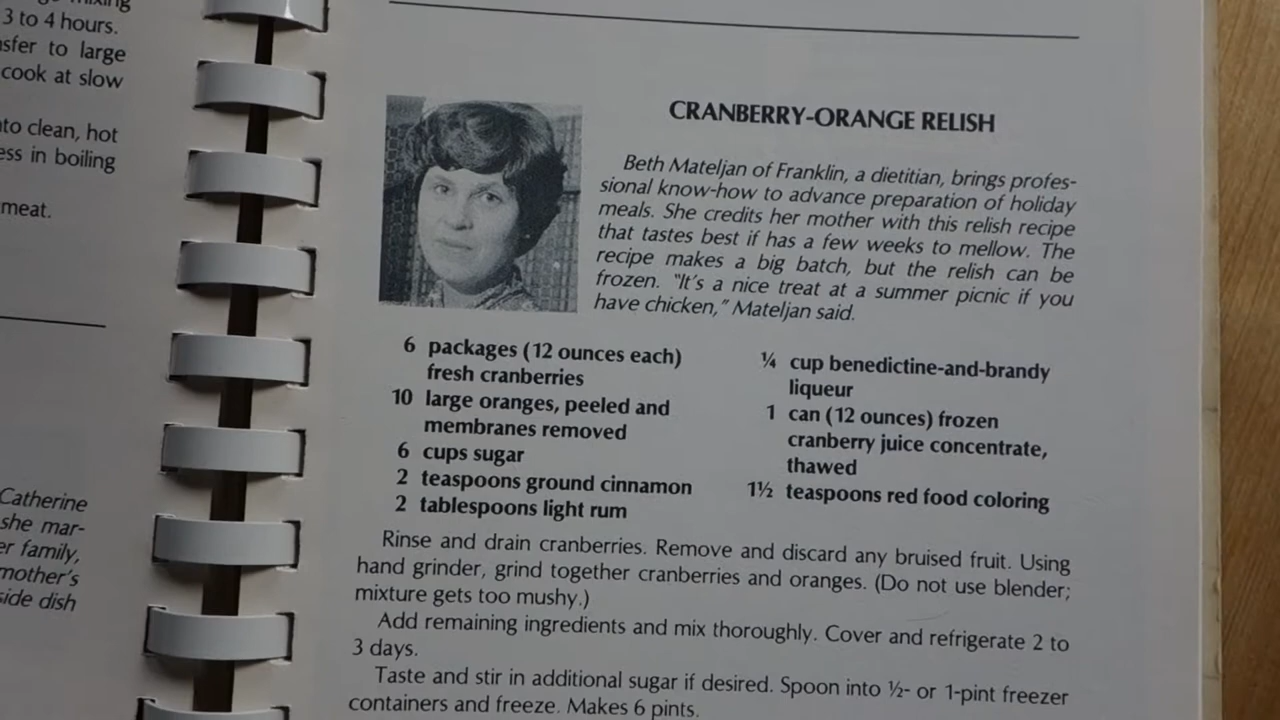 mixing
3 to 4 hours.
sfer to large
cook at slow
to clean, hot
ess in boiling
meat.
Catherine
she mar-
er family,
mother's
side dish
CRANBERRY-ORANGE RELISH
Beth Mateljan of Franklin, a dietitian, brings profes-
sional know-how to advance preparation of holiday
meals. She credits her mother with this relish recipe
that tastes best if has a few weeks to mellow. The
recipe makes a big batch, but the relish can be
frozen. "It's a nice treat at a summer picnic if you
have chicken," Mateljan said.
6 packages (12 ounces each)
fresh cranberries
10 large oranges, peeled and
membranes removed
6 cups sugar
2 teaspoons ground cinnamon
2 tablespoons light rum
¼ cup benedictine-and-brandy
liqueur
1 can (12 ounces) frozen
cranberry juice concentrate,
thawed
1½ teaspoons red food coloring
Rinse and drain cranberries. Remove and discard any bruised fruit. Using
hand grinder, grind together cranberries and oranges. (Do not use blender;
mixture gets too mushy.)
Add remaining ingredients and mix thoroughly. Cover and refrigerate 2 to
3 days.
Taste and stir in additional sugar if desired. Spoon into ½- or 1-pint freezer
containers and freeze. Makes 6 pints.